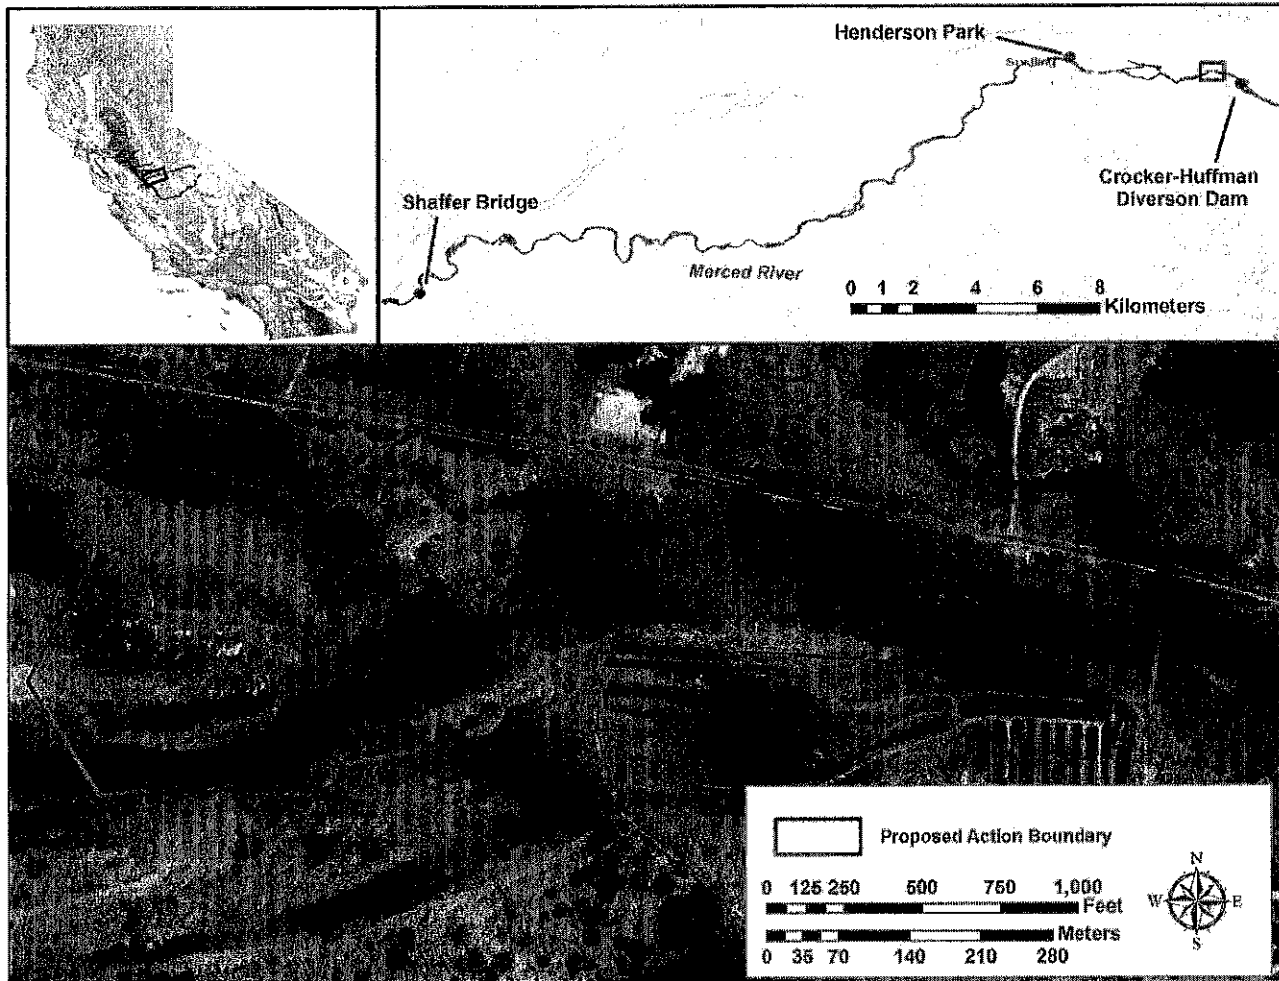 Henderson Park
Snelling
Crocker-Huffman
Diverson Dam
Shaffer Bridge
Merced River
0 1 2 4 6 8
Kilometers
Proposed Action Boundary
0 125 250 500 750 1,000
Feet
Meters
0 35 70 140 210 280
N
W E
S